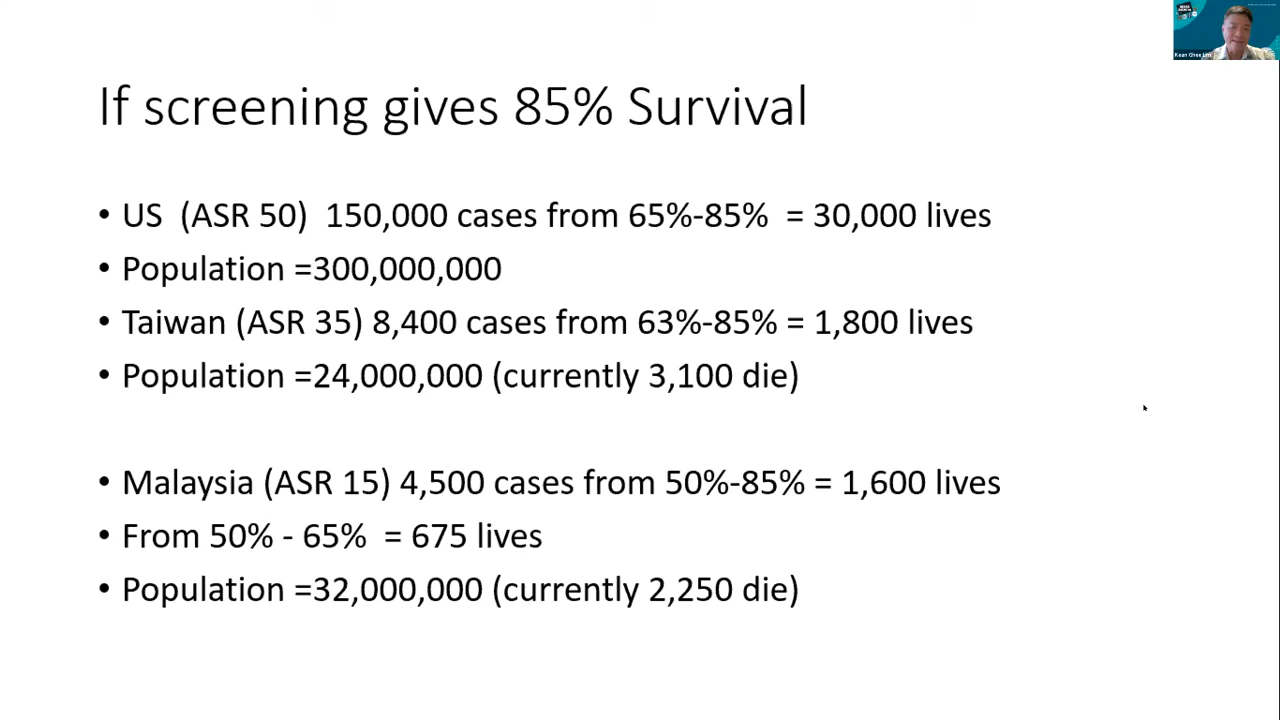 If screening gives 85% Survival
• US (ASR 50) 150,000 cases from 65%-85% = 30,000 lives
• Population =300,000,000
• Taiwan (ASR 35) 8,400 cases from 63%-85% = 1,800 lives
• Population =24,000,000 (currently 3,100 die)
• Malaysia (ASR 15) 4,500 cases from 50%-85% = 1,600 lives
• From 50% - 65% = 675 lives
• Population =32,000,000 (currently 2,250 die)